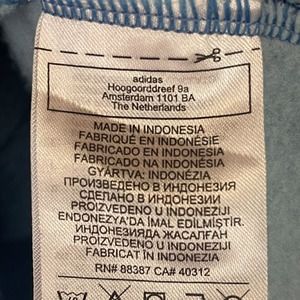 adidas
Hoogoorddreef 9a
Amsterdam 1101 BA
The Netherlands
MADE IN INDONESIA
FABRIQUÉ EN INDONÉSIE
FABRICADO EN INDONESIA
FABRICADO NA INDONÉSIA
GYÁRTVA: INDONÉZIA
ПРОИЗВЕДЕНО В ИНДОНЕЗИЯ
СДЕЛАНО В ИНДОНЕЗИИ
PROIZVEDENO U INDONEZIJI
ENDONEZYA'DA İMAL EDİLMİŞTİR.
ИНДОНЕЗИЯДА ЖАСАЛҒАН
PROIZVEDENO U INDONEZIJI
FABRICAT ÎN INDONEZIA
RN# 88387 CA# 40312